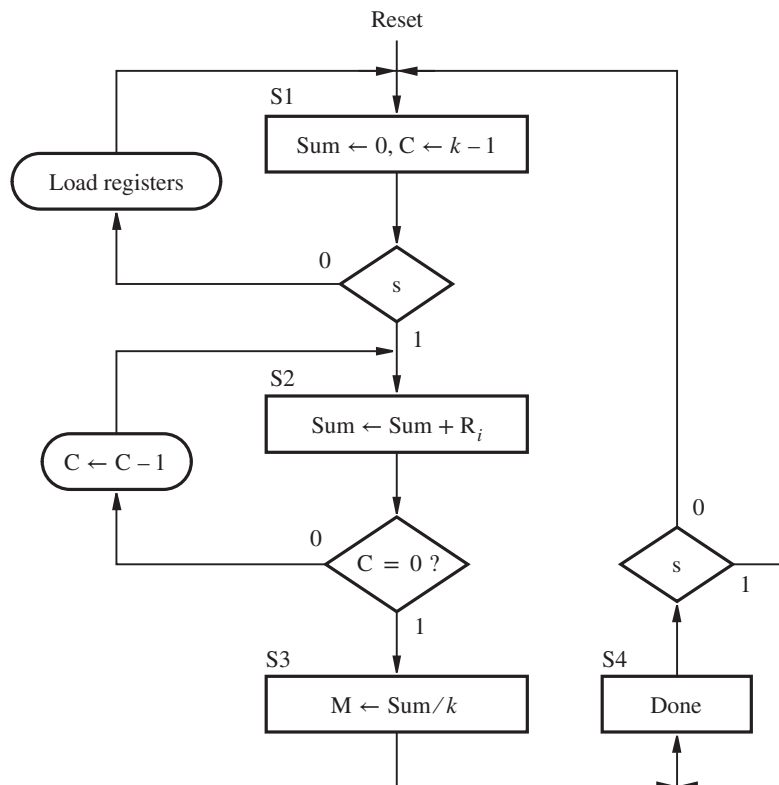 Reset
S1
Sum ← 0, C ← k – 1
Load registers
0
s
1
S2
Sum ← Sum + R_i
C ← C – 1
0
C = 0 ?
1
S3
M ← Sum/k
0
s
1
S4
Done